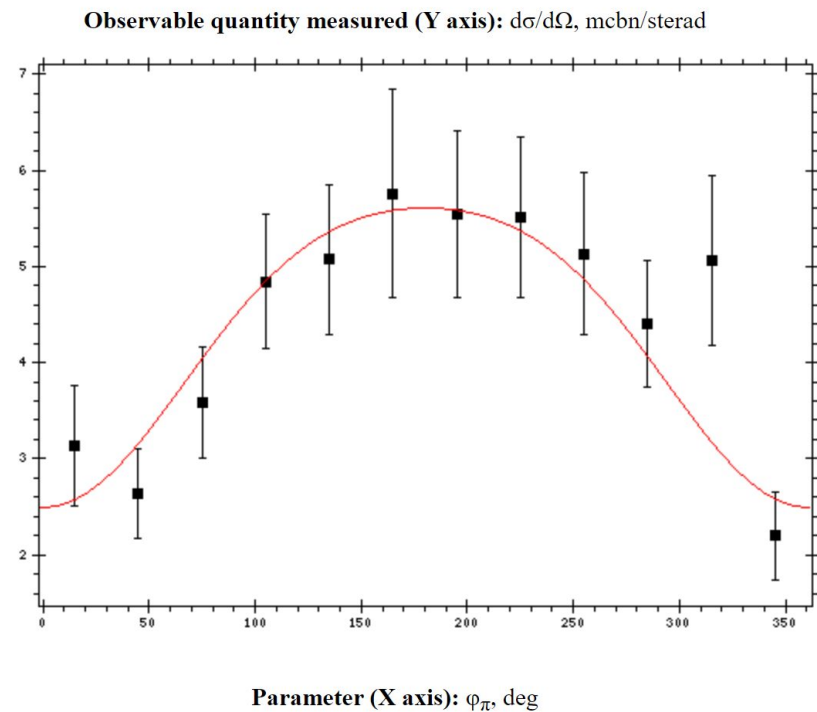 Observable quantity measured (Y axis): dσ/dΩ, mcbn/sterad
7
6
5
4
3
2
0 50 100 150 200 250 300 350
Parameter (X axis): φπ, deg